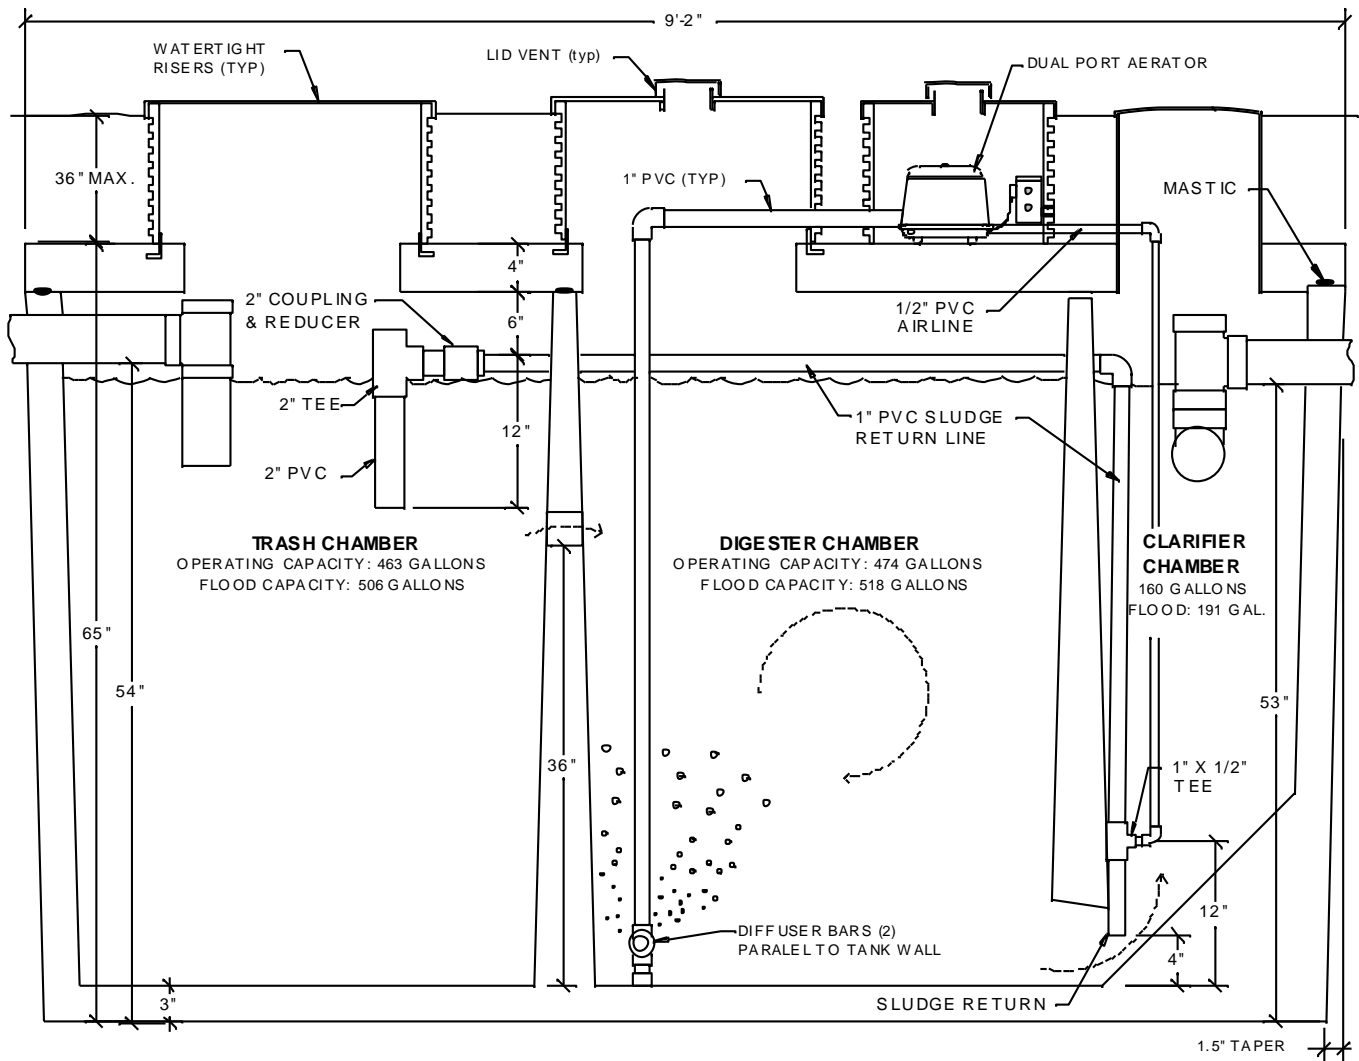 9'-2"
WATERTIGHT
RISERS (TYP)
LID VENT (typ)
DUAL PORT AERATOR
36" MAX.
1" PVC (TYP)
MASTIC
4"
2" COUPLING
& REDUCER
6"
1/2" PVC
AIRLINE
2" TEE
12"
1" PVC SLUDGE
RETURN LINE
2" PVC
TRASH CHAMBER
OPERATING CAPACITY: 463 GALLONS
FLOOD CAPACITY: 506 GALLONS
DIGESTER CHAMBER
OPERATING CAPACITY: 474 GALLONS
FLOOD CAPACITY: 518 GALLONS
CLARIFIER
CHAMBER
160 GALLONS
FLOOD: 191 GAL.
65"
54"
53"
36"
1" X 1/2"
TEE
12"
DIFFUSER BARS (2)
PARALEL TO TANK WALL
4"
3"
SLUDGE RETURN
1.5" TAPER